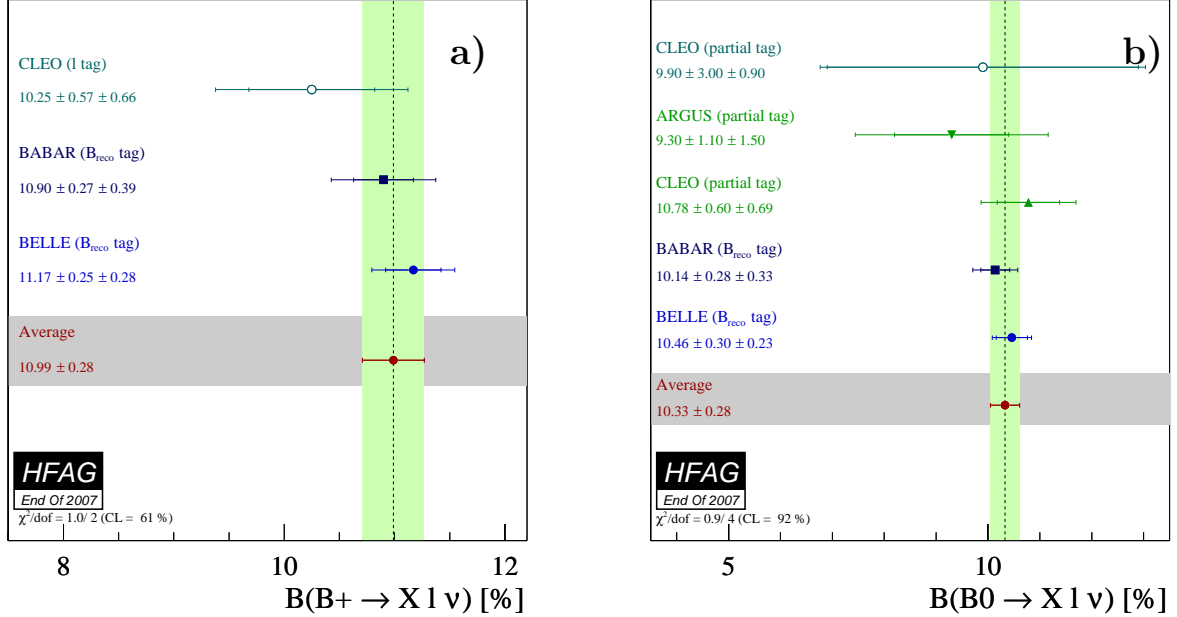 a)
CLEO (l tag)
10.25 ± 0.57 ± 0.66
BABAR (Breco tag)
10.90 ± 0.27 ± 0.39
BELLE (Breco tag)
11.17 ± 0.25 ± 0.28
Average
10.99 ± 0.28
HFAG
End Of 2007
χ²/dof = 1.0/ 2 (CL = 61 %)
8 10 12
B(B+ → X l ν) [%]
b)
CLEO (partial tag)
9.90 ± 3.00 ± 0.90
ARGUS (partial tag)
9.30 ± 1.10 ± 1.50
CLEO (partial tag)
10.78 ± 0.60 ± 0.69
BABAR (Breco tag)
10.14 ± 0.28 ± 0.33
BELLE (Breco tag)
10.46 ± 0.30 ± 0.23
Average
10.33 ± 0.28
HFAG
End Of 2007
χ²/dof = 0.9/ 4 (CL = 92 %)
5 10
B(B0 → X l ν) [%]